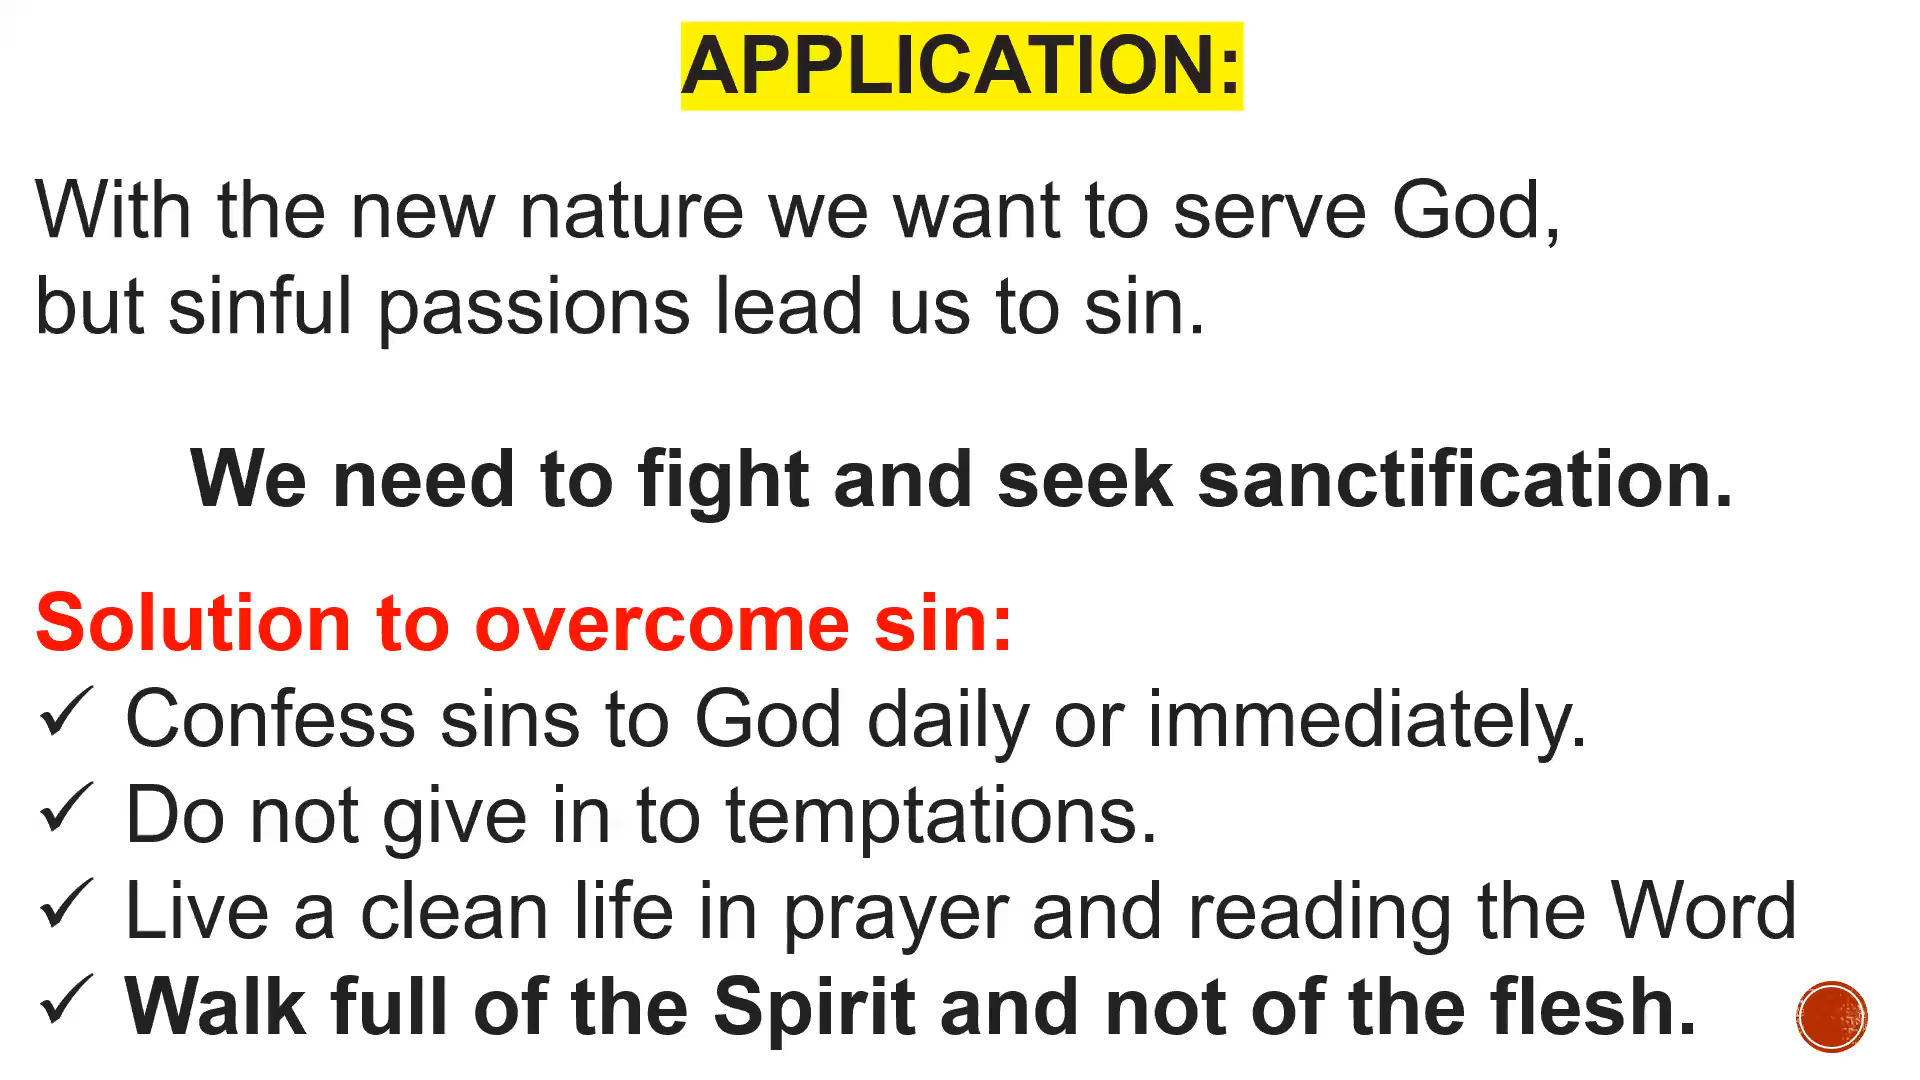 APPLICATION:
With the new nature we want to serve God,
but sinful passions lead us to sin.
We need to fight and seek sanctification.
Solution to overcome sin:
✓ Confess sins to God daily or immediately.
✓ Do not give in to temptations.
✓ Live a clean life in prayer and reading the Word
✓ Walk full of the Spirit and not of the flesh.